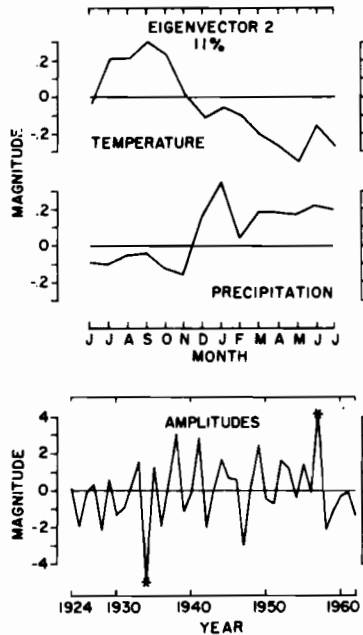 EIGENVECTOR 2
11%
.2
0
-.2
TEMPERATURE
MAGNITUDE
.2
0
-.2
PRECIPITATION
J J A S O N D J F M A M J J
MONTH
AMPLITUDES
4
2
0
-2
-4
MAGNITUDE
1924 1930 1940 1950 1960
YEAR